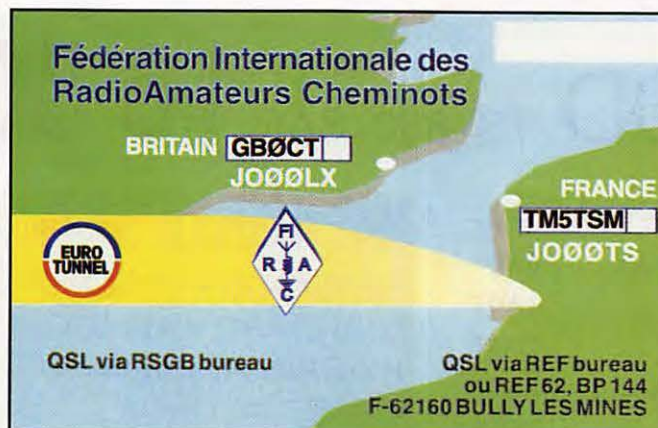 Fédération Internationale des
RadioAmateurs Cheminots
BRITAIN GBØCT
JOØØLX
FRANCE
TM5TSM
JOØØTS
EURO
TUNNEL
FI
R A
C
QSL via RSGB bureau
QSL via REF bureau
ou REF 62, BP 144
F-62160 BULLY LES MINES